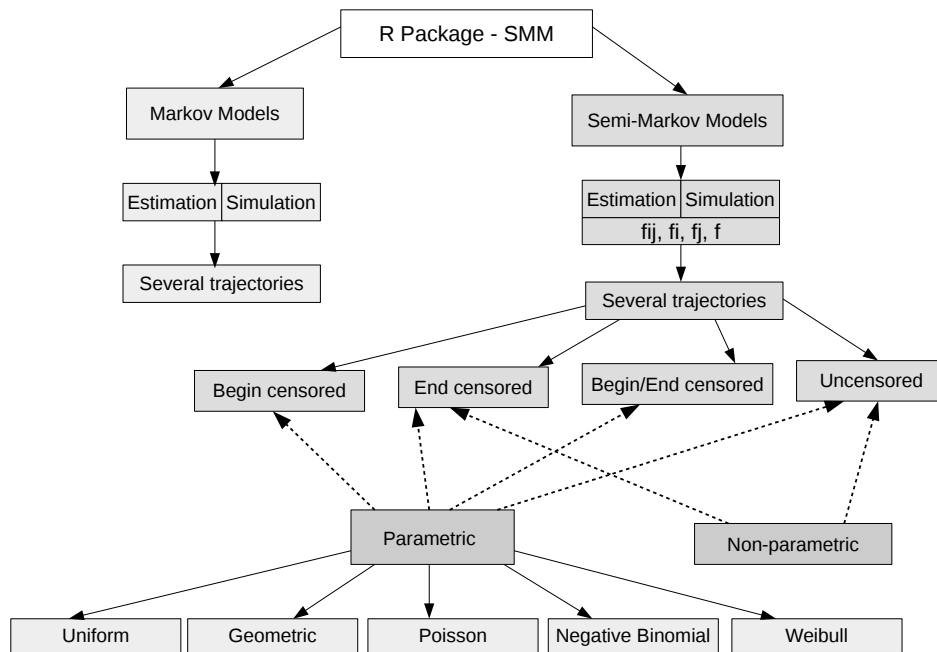 R Package - SMM
Markov Models
Semi-Markov Models
Estimation
Simulation
Estimation
Simulation
fij, fi, fj, f
Several trajectories
Several trajectories
Begin censored
End censored
Begin/End censored
Uncensored
Parametric
Non-parametric
Uniform
Geometric
Poisson
Negative Binomial
Weibull